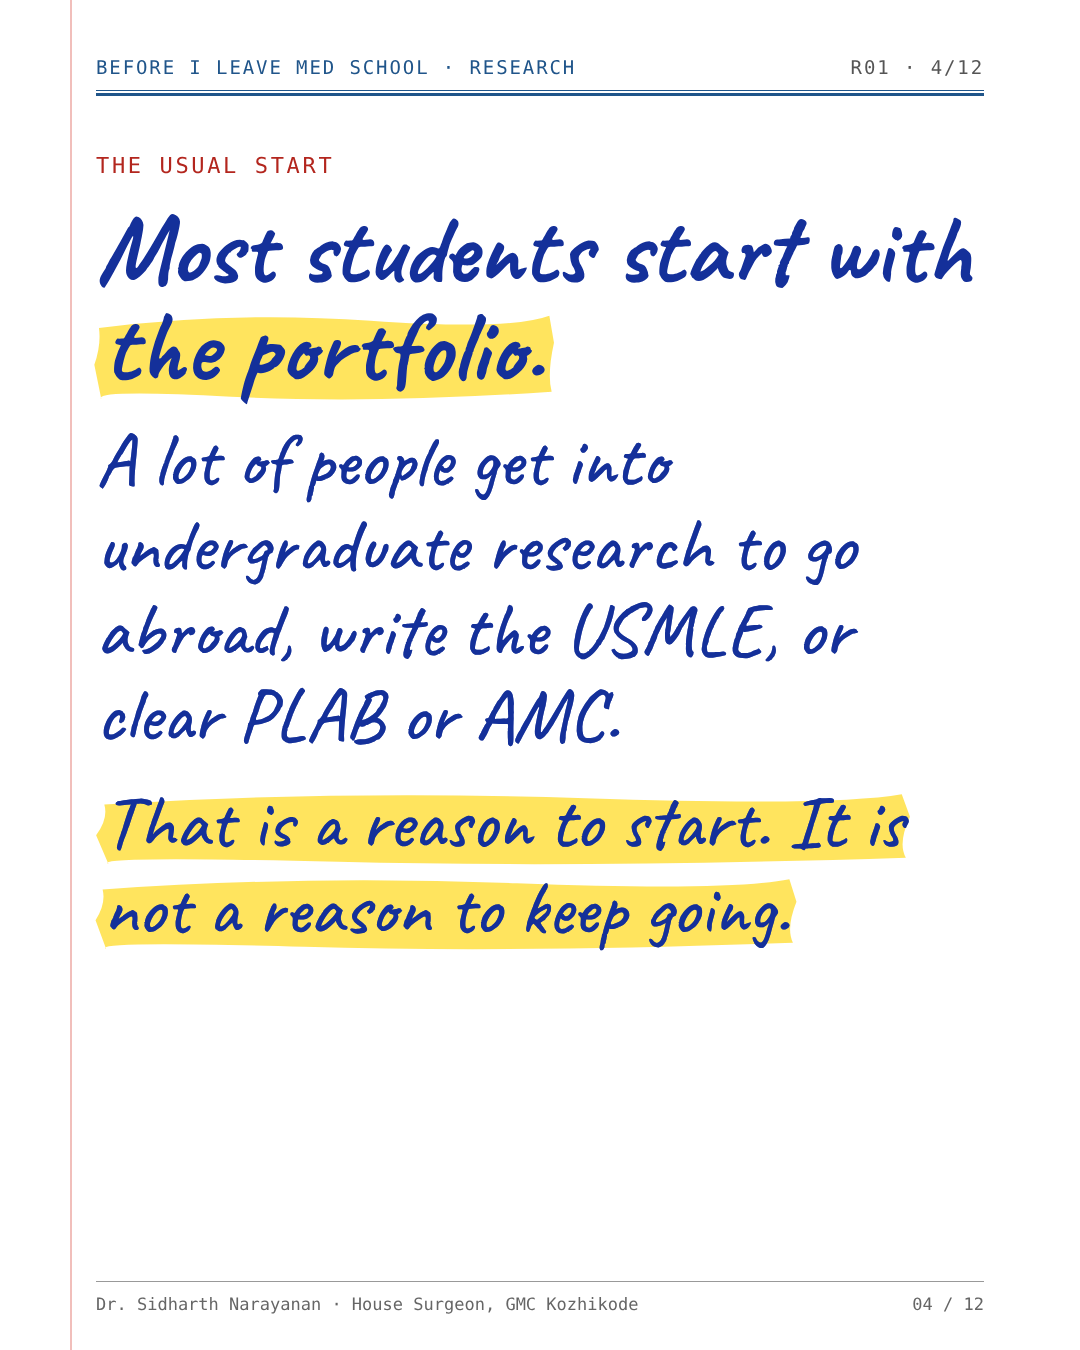 BEFORE I LEAVE MED SCHOOL · RESEARCH
R01 · 4/12
THE USUAL START
Most students start with
the portfolio.
A lot of people get into
undergraduate research to go
abroad, write the USMLE, or
clear PLAB or AMC.
That is a reason to start. It is
not a reason to keep going.
Dr. Sidharth Narayanan · House Surgeon, GMC Kozhikode
04 / 12